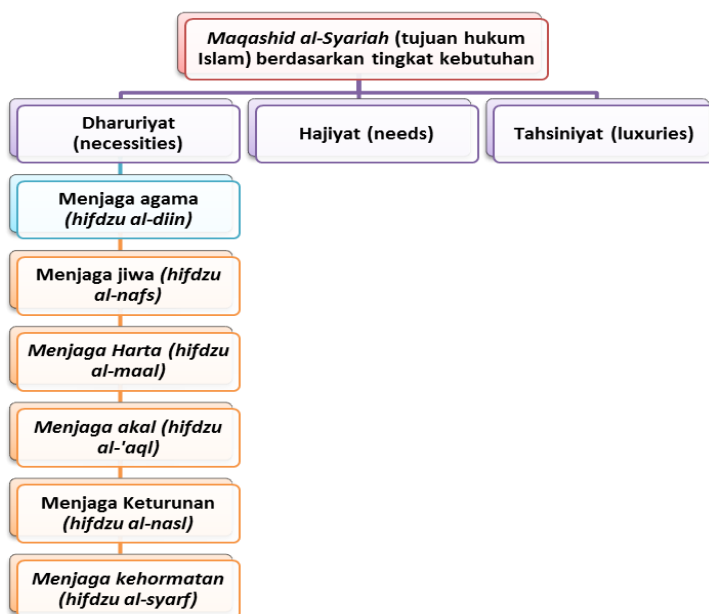 Maqashid al-Syariah (tujuan hukum
Islam) berdasarkan tingkat kebutuhan
Dharuriyat
(necessities)
Hajiyat (needs)
Tahsiniyat (luxuries)
Menjaga agama
(hifdzu al-diin)
Menjaga jiwa (hifdzu
al-nafs)
Menjaga Harta (hifdzu
al-maal)
Menjaga akal (hifdzu
al-'aql)
Menjaga Keturunan
(hifdzu al-nasl)
Menjaga kehormatan
(hifdzu al-syarf)